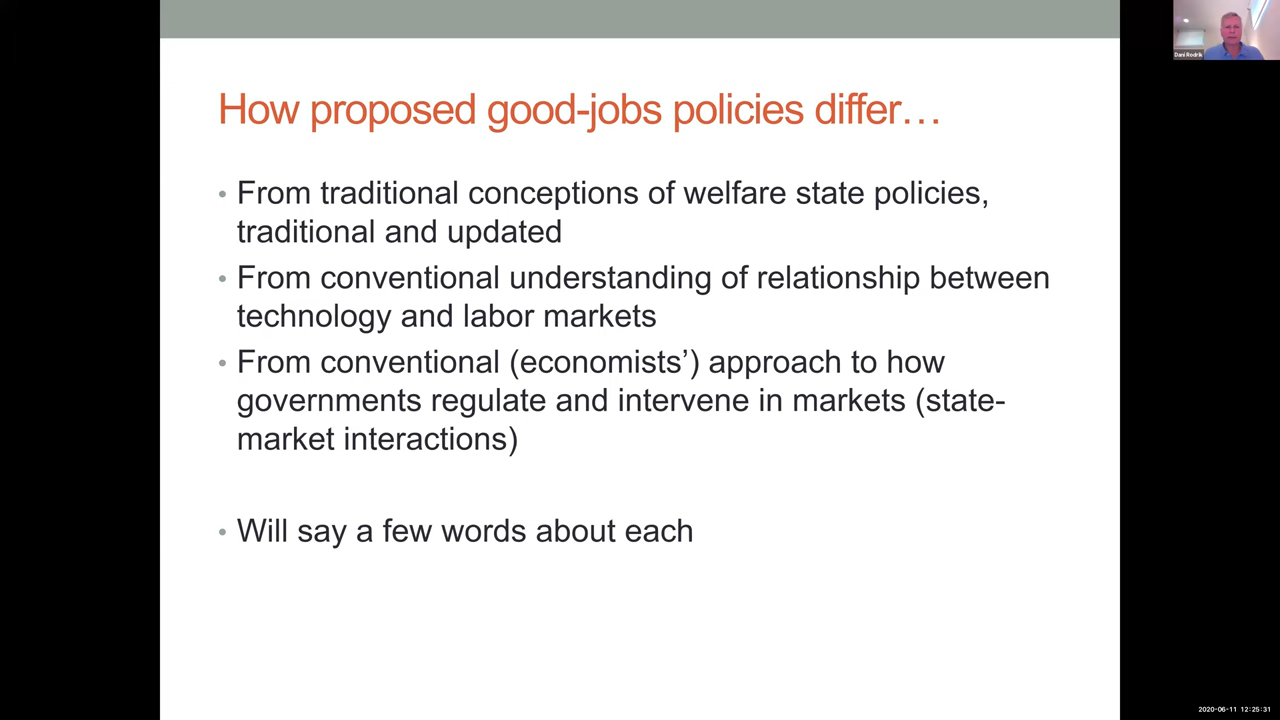 Dani Rodrik
How proposed good-jobs policies differ…
• From traditional conceptions of welfare state policies,
traditional and updated
• From conventional understanding of relationship between
technology and labor markets
• From conventional (economists’) approach to how
governments regulate and intervene in markets (state-
market interactions)
• Will say a few words about each
2020-06-11 12:25:31